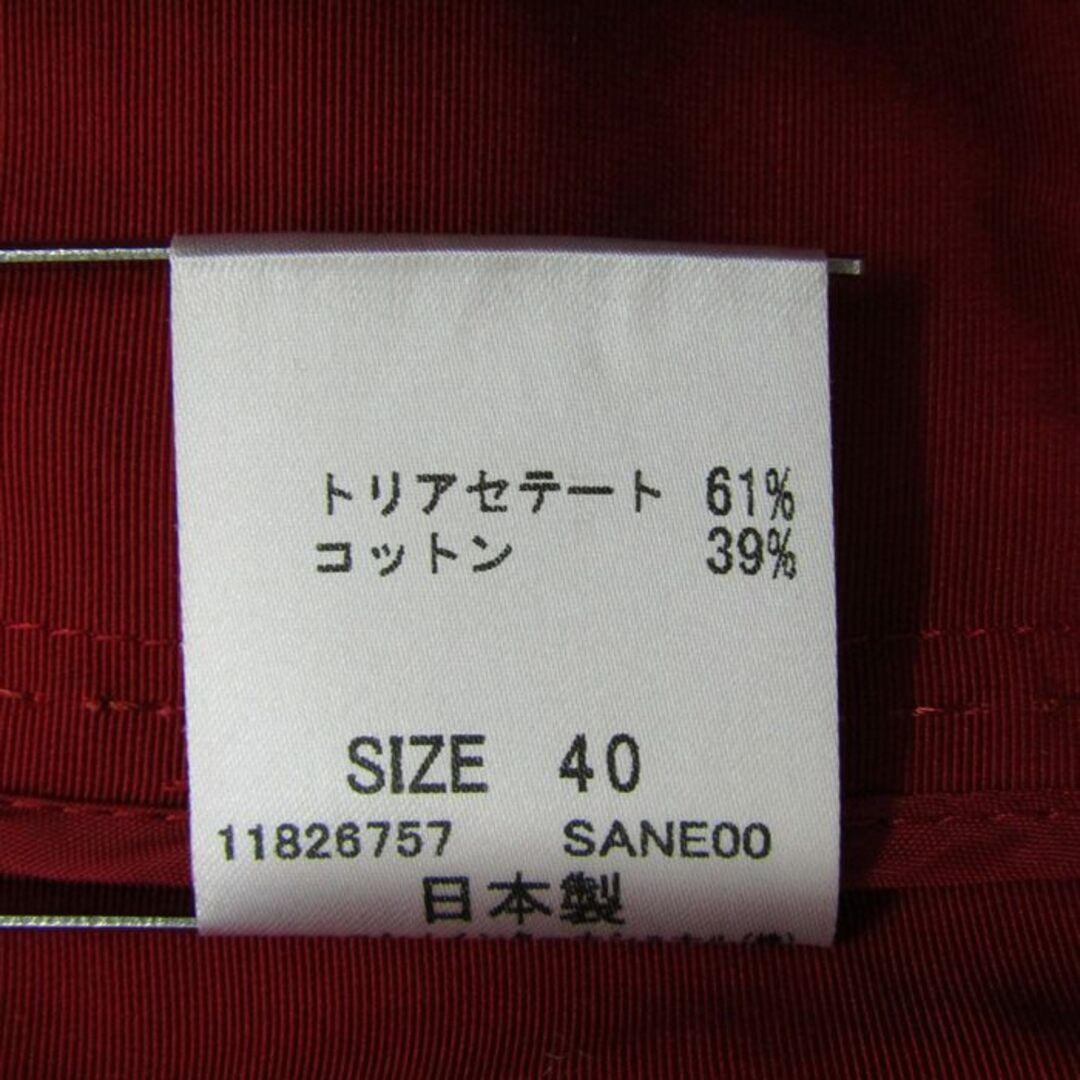 トリアセテート 61%
コットン 39%
SIZE 40
11826757 SANE00
日本製